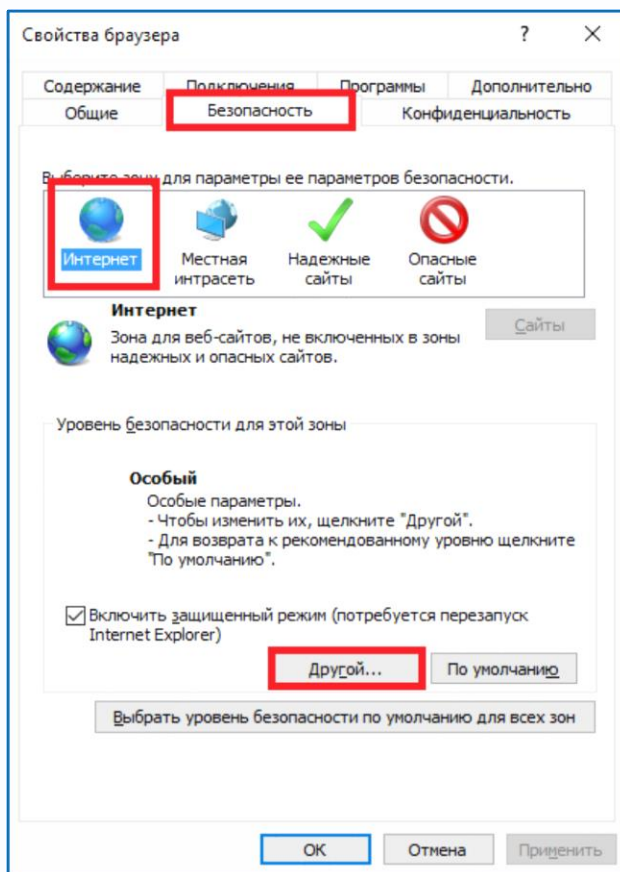 Свойства браузера ? ×
Содержание Подключения Программы Дополнительно
Общие Безопасность Конфиденциальность
Выберите зону для параметры ее параметров безопасности.
Интернет Местная интрасеть Надежные сайты Опасные сайты
Интернет
Зона для веб-сайтов, не включенных в зоны
надежных и опасных сайтов.
Сайты
Уровень безопасности для этой зоны
Особый
Особые параметры.
- Чтобы изменить их, щелкните "Другой".
- Для возврата к рекомендованному уровню щелкните
"По умолчанию".
Включить защищенный режим (потребуется перезапуск
Internet Explorer)
Другой... По умолчанию
Выбрать уровень безопасности по умолчанию для всех зон
ОК Отмена Применить